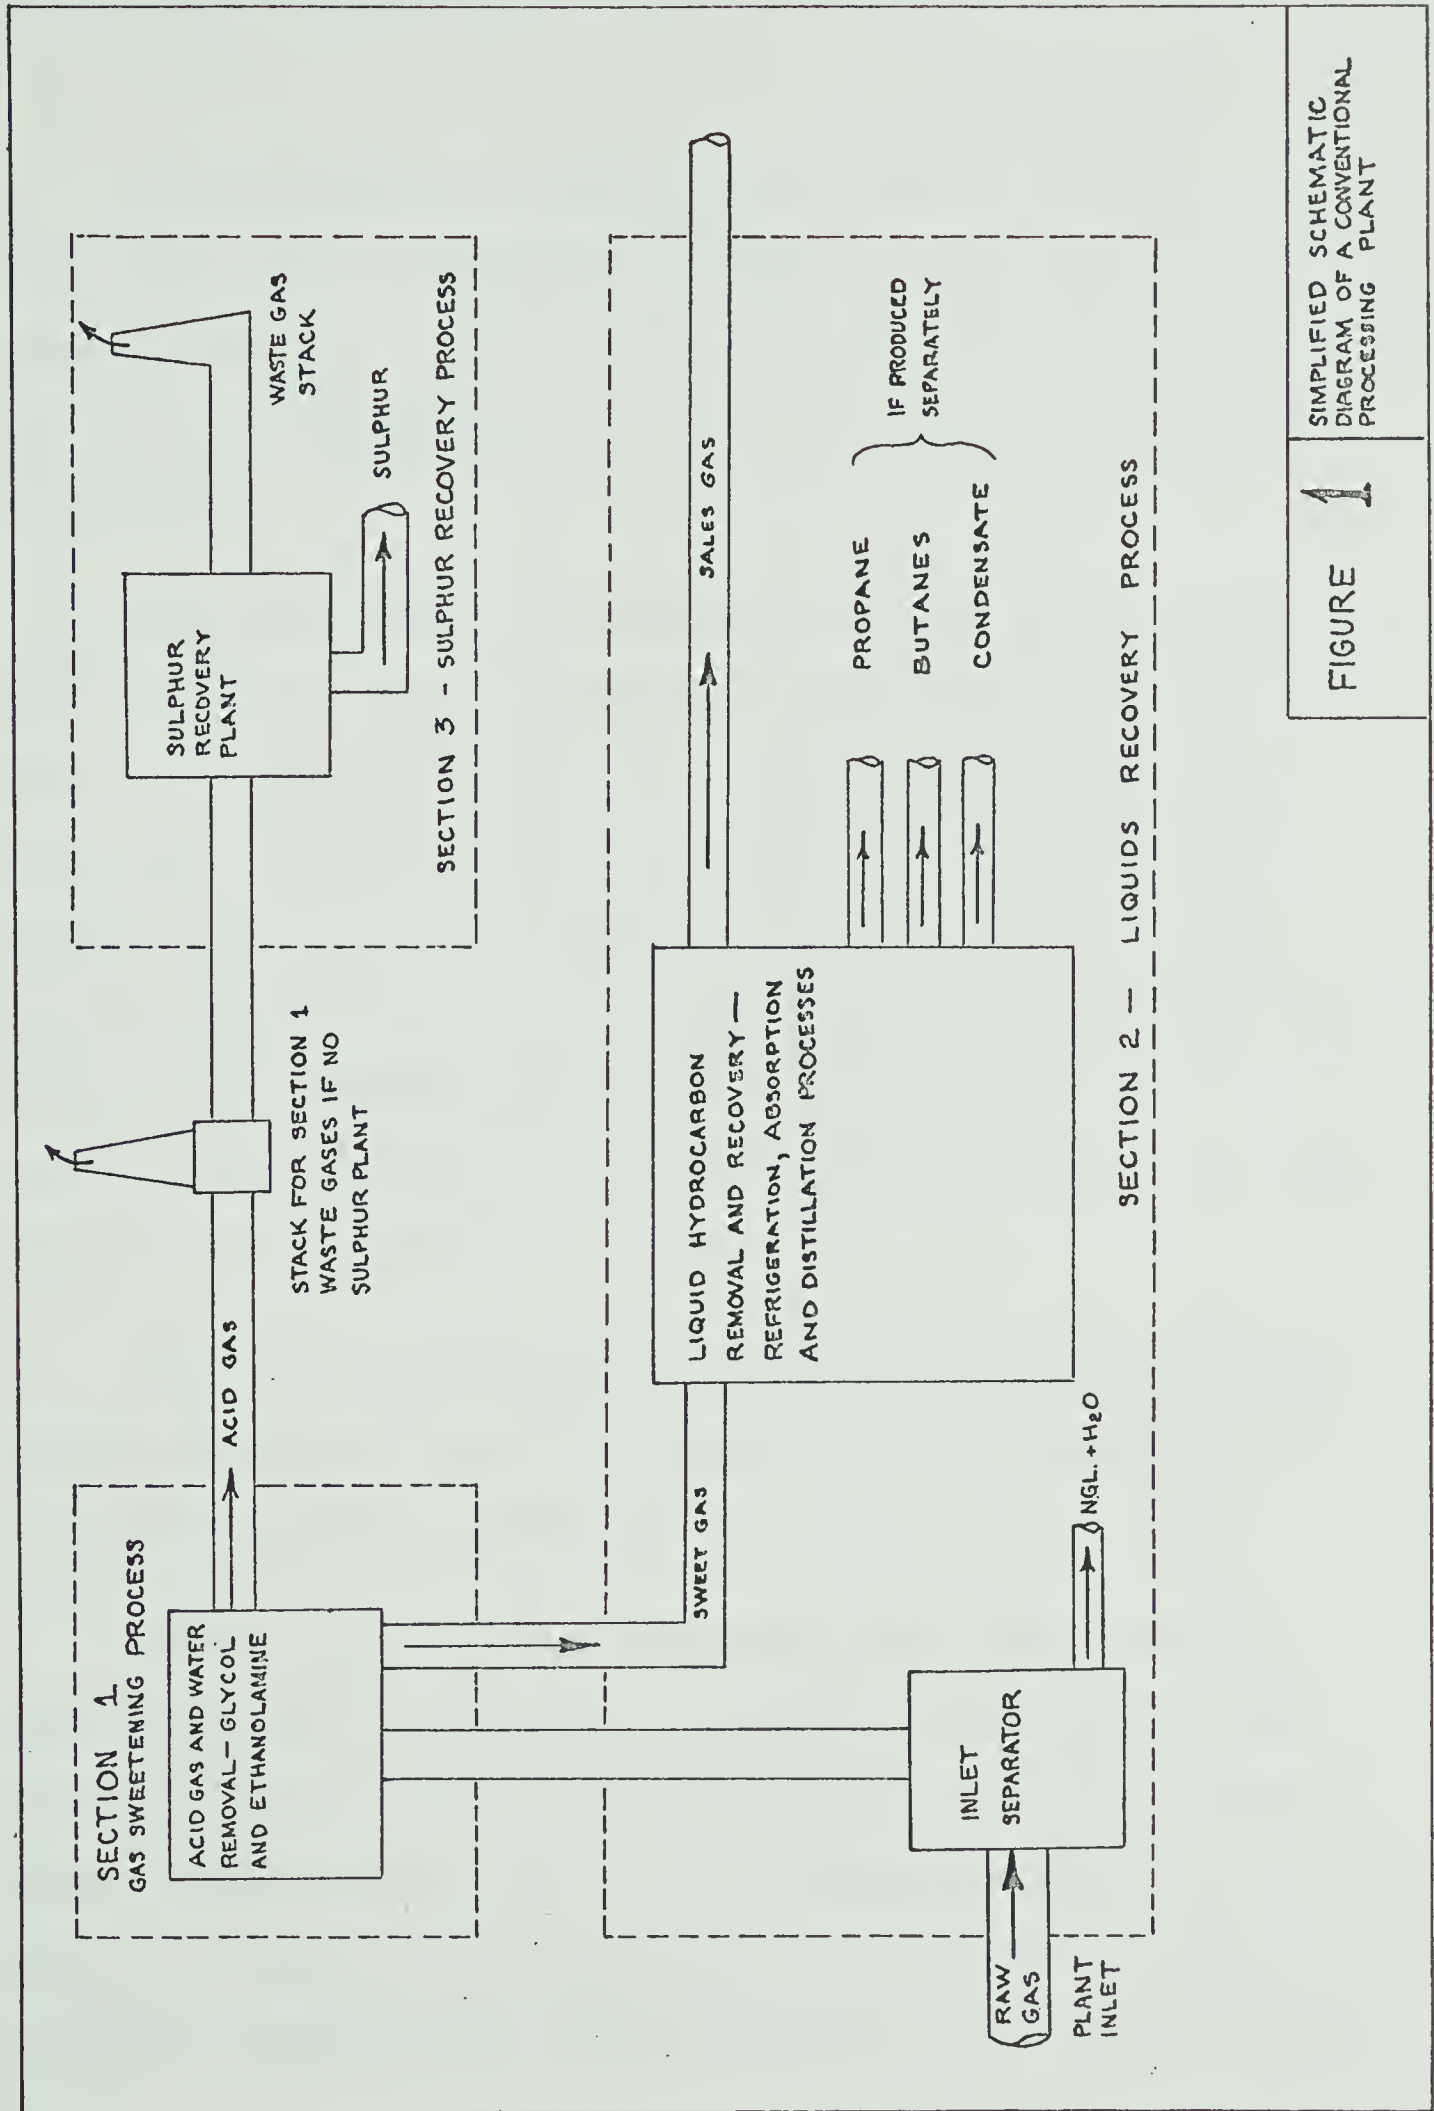 SECTION 1
GAS SWEETENING PROCESS
ACID GAS AND WATER
REMOVAL - GLYCOL
AND ETHANOLAMINE
ACID GAS
STACK FOR SECTION 1
WASTE GASES IF NO
SULPHUR PLANT
SULPHUR
RECOVERY
PLANT
WASTE GAS
STACK
SULPHUR
SECTION 3 - SULPHUR RECOVERY PROCESS
SWEET GAS
LIQUID HYDROCARBON
REMOVAL AND RECOVERY —
REFRIGERATION, ABSORPTION
AND DISTILLATION PROCESSES
SALES GAS
PROPANE
BUTANES
CONDENSATE
IF PRODUCED
SEPARATELY
RAW
GAS
PLANT
INLET
INLET
SEPARATOR
N.G.L. + H₂O
SECTION 2 — LIQUIDS RECOVERY PROCESS
FIGURE 1
SIMPLIFIED SCHEMATIC
DIAGRAM OF A CONVENTIONAL
PROCESSING PLANT